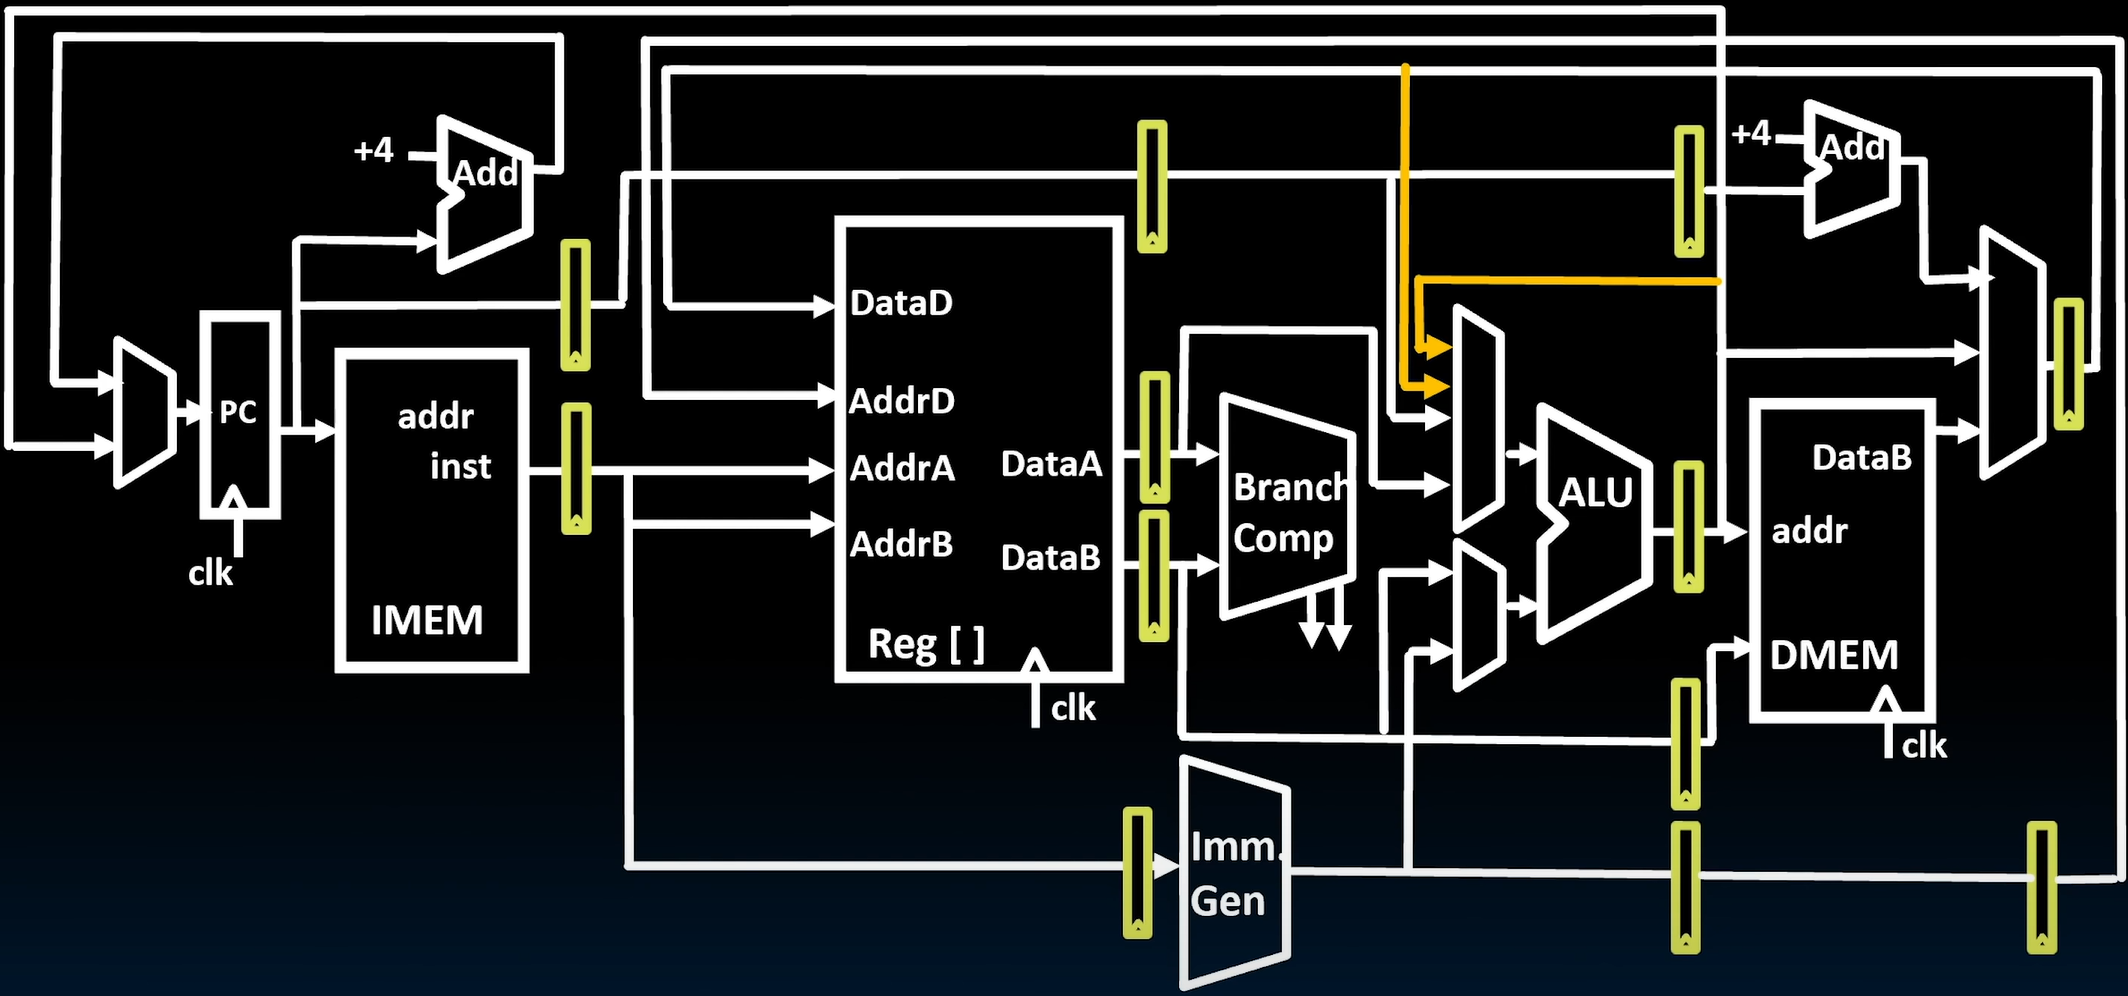 +4
Add
+4
Add
DataD
AddrD
AddrA
AddrB
DataA
DataB
Reg [ ]
clk
PC
clk
addr
inst
IMEM
Branch
Comp
ALU
DataB
addr
DMEM
clk
Imm.
Gen